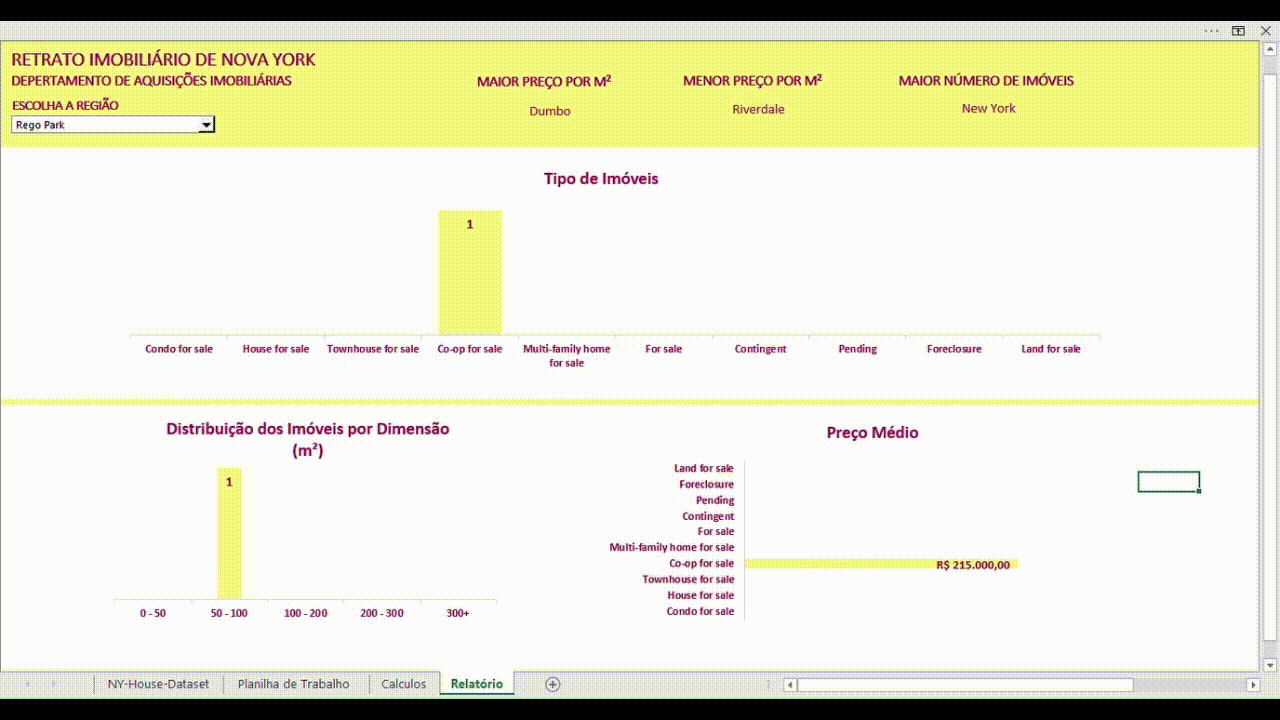 RETRATO IMOBILIÁRIO DE NOVA YORK
DEPERTAMENTO DE AQUISIÇÕES IMOBILIÁRIAS
ESCOLHA A REGIÃO
Rego Park
MAIOR PREÇO POR M²
Dumbo
MENOR PREÇO POR M²
Riverdale
MAIOR NÚMERO DE IMÓVEIS
New York
Tipo de Imóveis
1
Condo for sale
House for sale
Townhouse for sale
Co-op for sale
Multi-family home
for sale
For sale
Contingent
Pending
Foreclosure
Land for sale
Distribuição dos Imóveis por Dimensão
(m²)
1
0 - 50
50 - 100
100 - 200
200 - 300
300+
Preço Médio
Land for sale
Foreclosure
Pending
Contingent
For sale
Multi-family home for sale
Co-op for sale
R$ 215.000,00
Townhouse for sale
House for sale
Condo for sale
NY-House-Dataset
Planilha de Trabalho
Calculos
Relatório